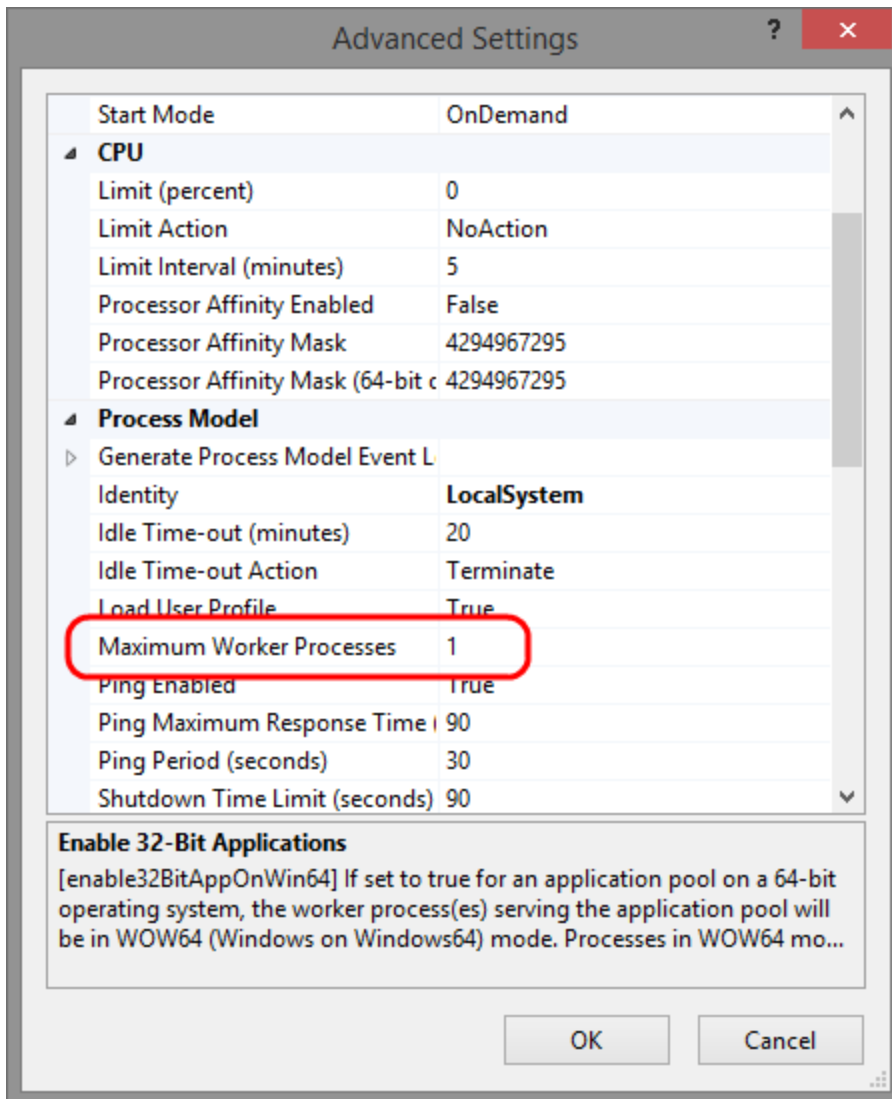 Advanced Settings ?
Start Mode OnDemand
CPU
Limit (percent) 0
Limit Action NoAction
Limit Interval (minutes) 5
Processor Affinity Enabled False
Processor Affinity Mask 4294967295
Processor Affinity Mask (64-bit o 4294967295
Process Model
Generate Process Model Event L
Identity LocalSystem
Idle Time-out (minutes) 20
Idle Time-out Action Terminate
Load User Profile True
Maximum Worker Processes 1
Ping Enabled True
Ping Maximum Response Time ( 90
Ping Period (seconds) 30
Shutdown Time Limit (seconds) 90
Enable 32-Bit Applications
[enable32BitAppOnWin64] If set to true for an application pool on a 64-bit
operating system, the worker process(es) serving the application pool will
be in WOW64 (Windows on Windows64) mode. Processes in WOW64 mo...
OK Cancel